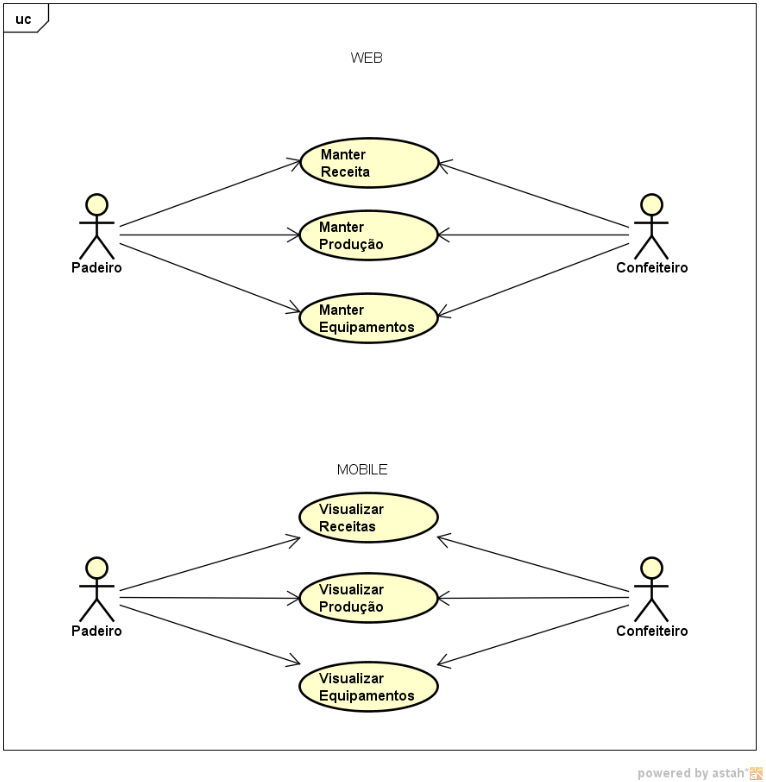 uc
WEB
Manter
Receita
Manter
Produção
Padeiro
Confeiteiro
Manter
Equipamentos
MOBILE
Visualizar
Receitas
Visualizar
Produção
Padeiro
Confeiteiro
Visualizar
Equipamentos
powered by astah*